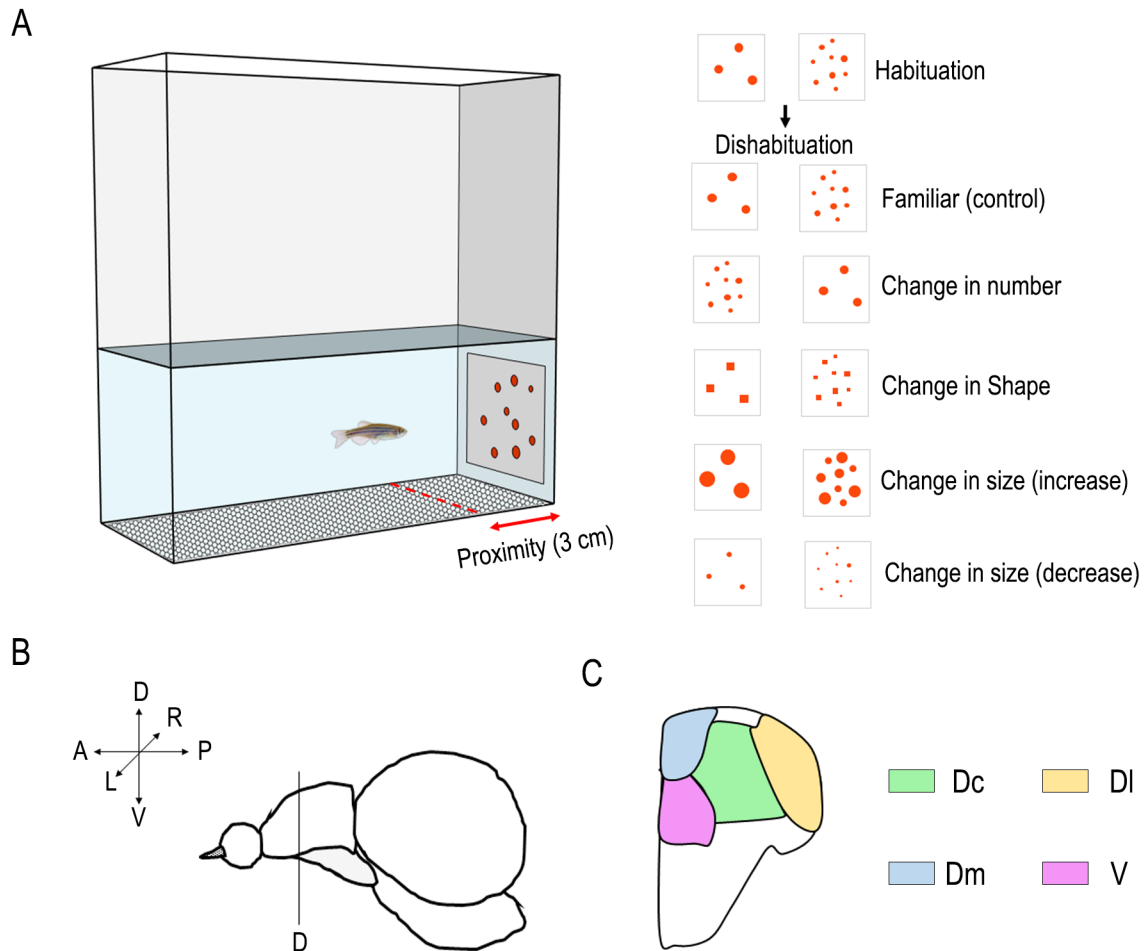 A
Habituation
Dishabituation
Familiar (control)
Change in number
Change in Shape
Change in size (increase)
Change in size (decrease)
Proximity (3 cm)
B
D
R
A
P
L
V
D
C
Dc
Dl
Dm
V